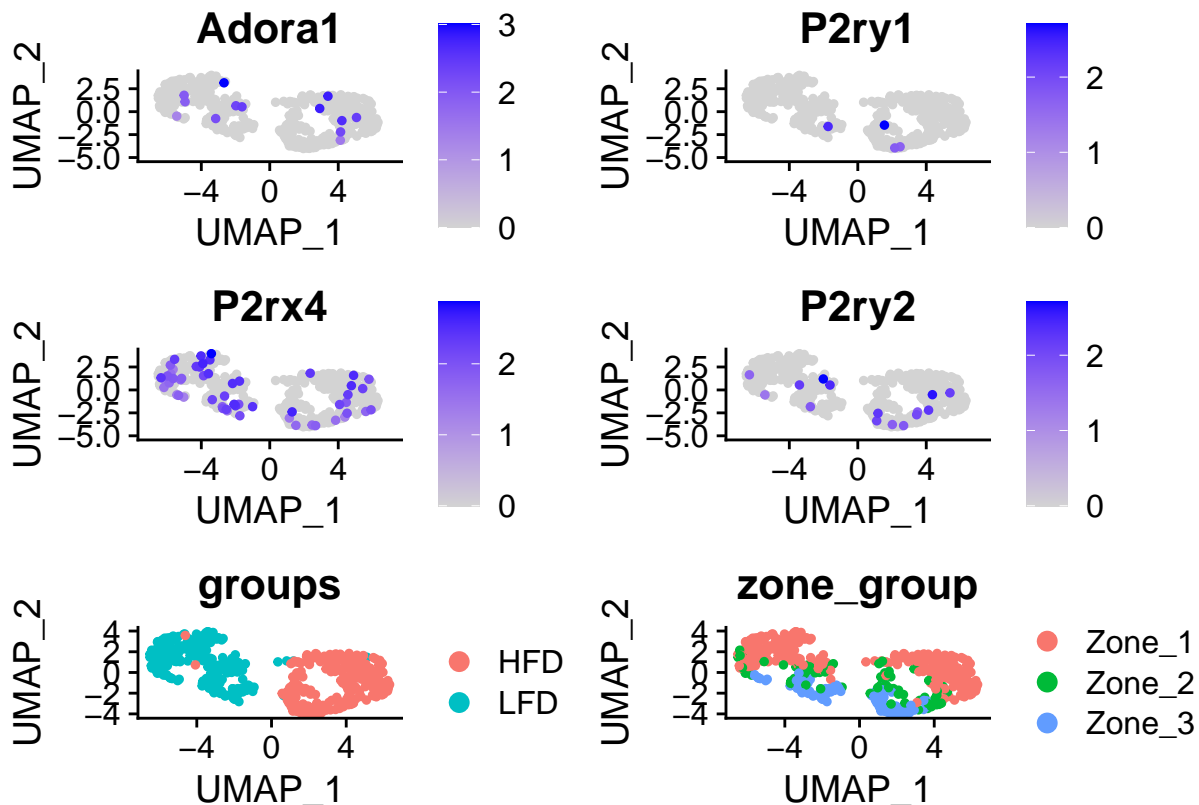 Adora1
UMAP_2
2.5
0.0
−2.5
−5.0
−4 0 4
UMAP_1
3
2
1
0
P2ry1
UMAP_2
2.5
0.0
−2.5
−5.0
−4 0 4
UMAP_1
2
1
0
P2rx4
UMAP_2
2.5
0.0
−2.5
−5.0
−4 0 4
UMAP_1
2
1
0
P2ry2
UMAP_2
2.5
0.0
−2.5
−5.0
−4 0 4
UMAP_1
2
1
0
groups
UMAP_2
4
2
0
−2
−4
−4 0 4
UMAP_1
HFD
LFD
zone_group
UMAP_2
4
2
0
−2
−4
−4 0 4
UMAP_1
Zone_1
Zone_2
Zone_3